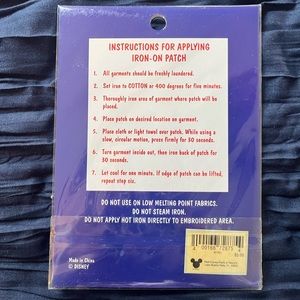 INSTRUCTIONS FOR APPLYING
IRON-ON PATCH
1. All garments should be freshly laundered.
2. Set iron to COTTON or 400 degrees for five minutes.
3. Thoroughly iron area of garment where patch will be
placed.
4. Place patch on desired location on garment.
5. Place cloth or light towel over patch. While using a
slow, circular motion, press firmly for 30 seconds.
6. Turn garment inside out, then iron back of patch for
30 seconds.
7. Let cool for one minute. If edge of patch can be lifted,
repeat step six.
DO NOT USE ON LOW MELTING POINT FABRICS.
DO NOT STEAM IRON.
DO NOT APPLY HOT IRON DIRECTLY TO EMBROIDERED AREA.
Made in China
© DISNEY